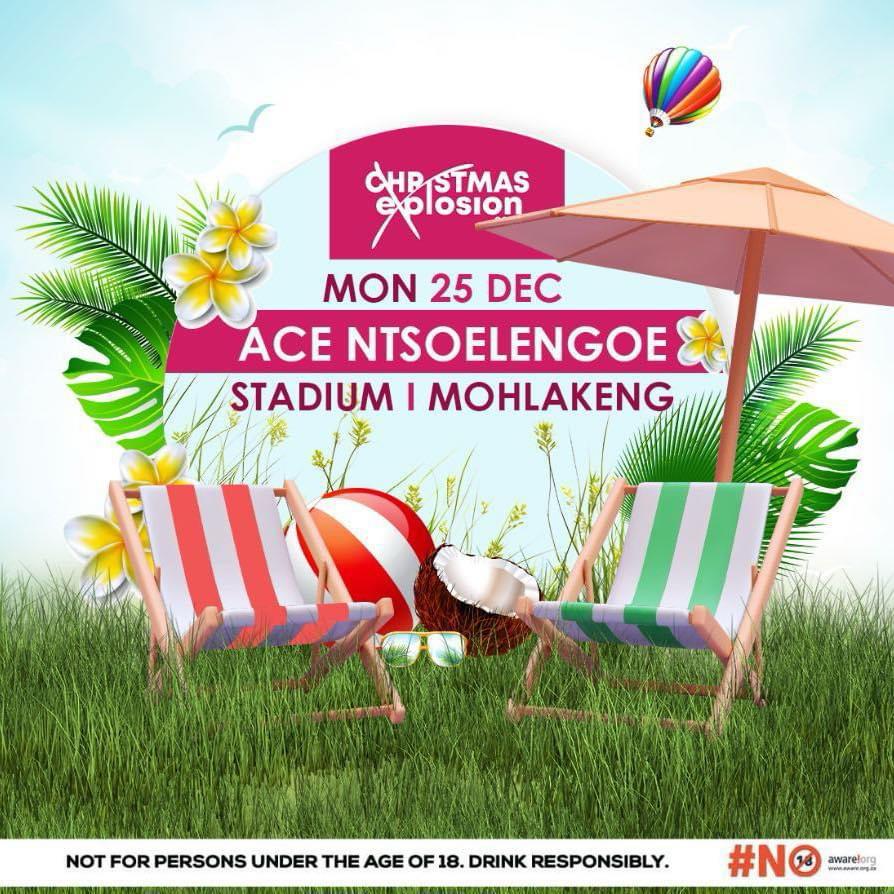 CHRISTMAS
explosion
MON 25 DEC
ACE NTSOELENGOE
STADIUM | MOHLAKENG
NOT FOR PERSONS UNDER THE AGE OF 18. DRINK RESPONSIBLY.
#NO 18
aware.org
www.aware.org.za